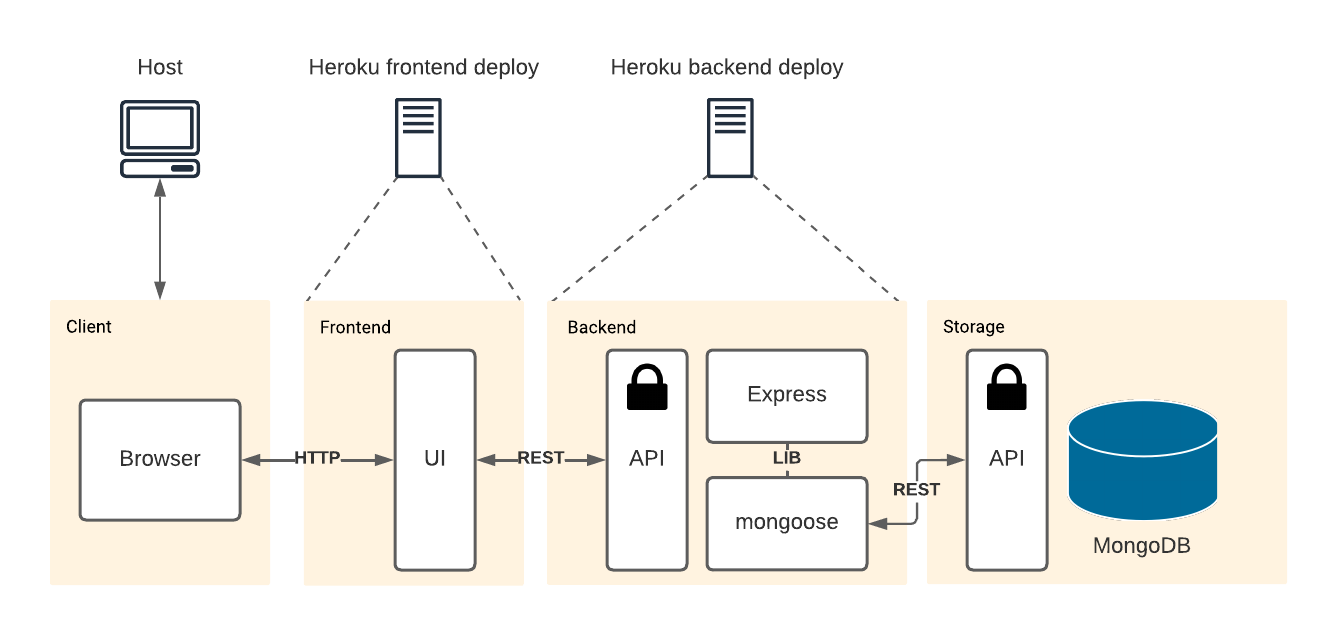 Host
Heroku frontend deploy
Heroku backend deploy
Client
Frontend
Backend
Storage
Browser
HTTP
UI
REST
API
Express
LIB
mongoose
REST
API
MongoDB